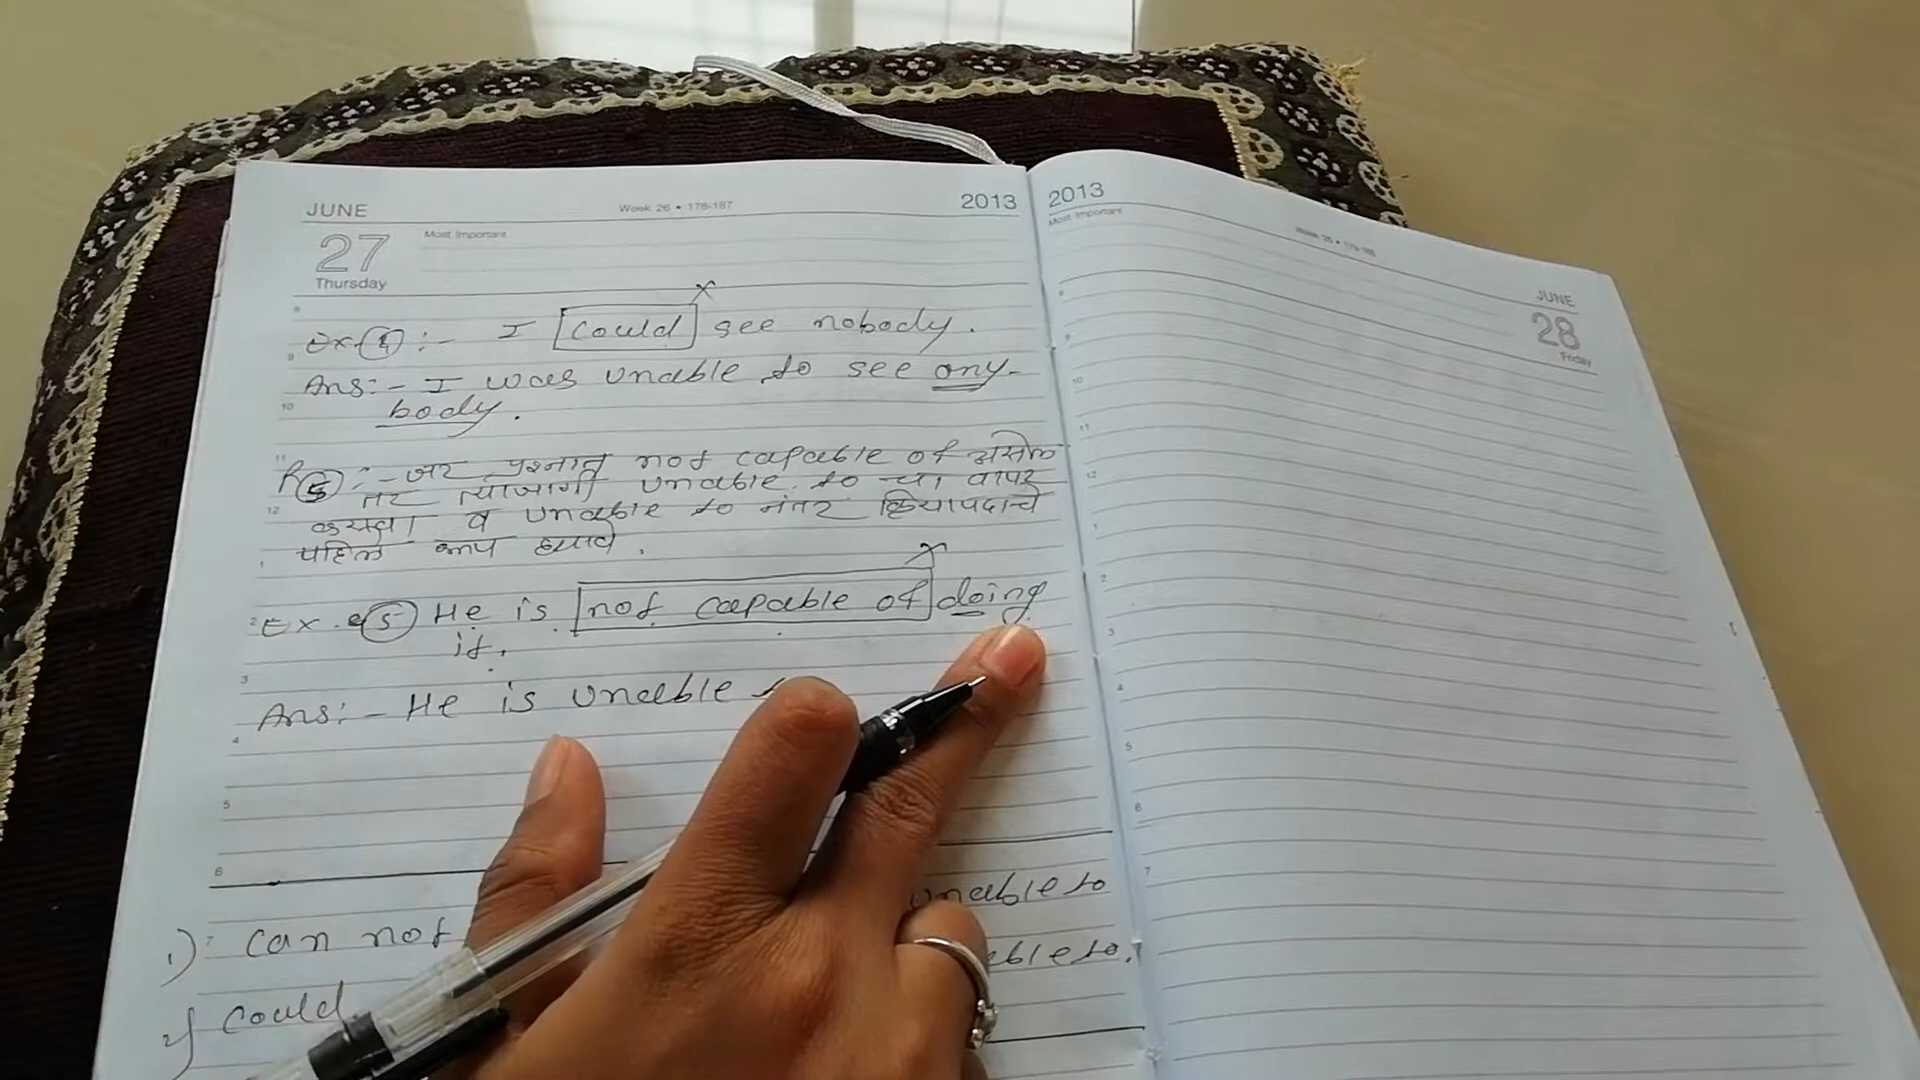 JUNE Week 26 • 178-187 2013
27 Most Important
Thursday
Ex.④ :- I could see nobody.
Ans:- I was unable to see any-
body.
R⑤ :- जर प्रश्नात not capable of असेल
तर त्याजागी unable to चा वापर
करावा व unable to नंतर क्रियापदाचे
पहिले रूप घ्यावे.
Ex. ⑤ He is not capable of doing
it.
Ans:- He is unable
unable to
1) can not
able to.
2) could
2013
Most Important
JUNE
28
Friday